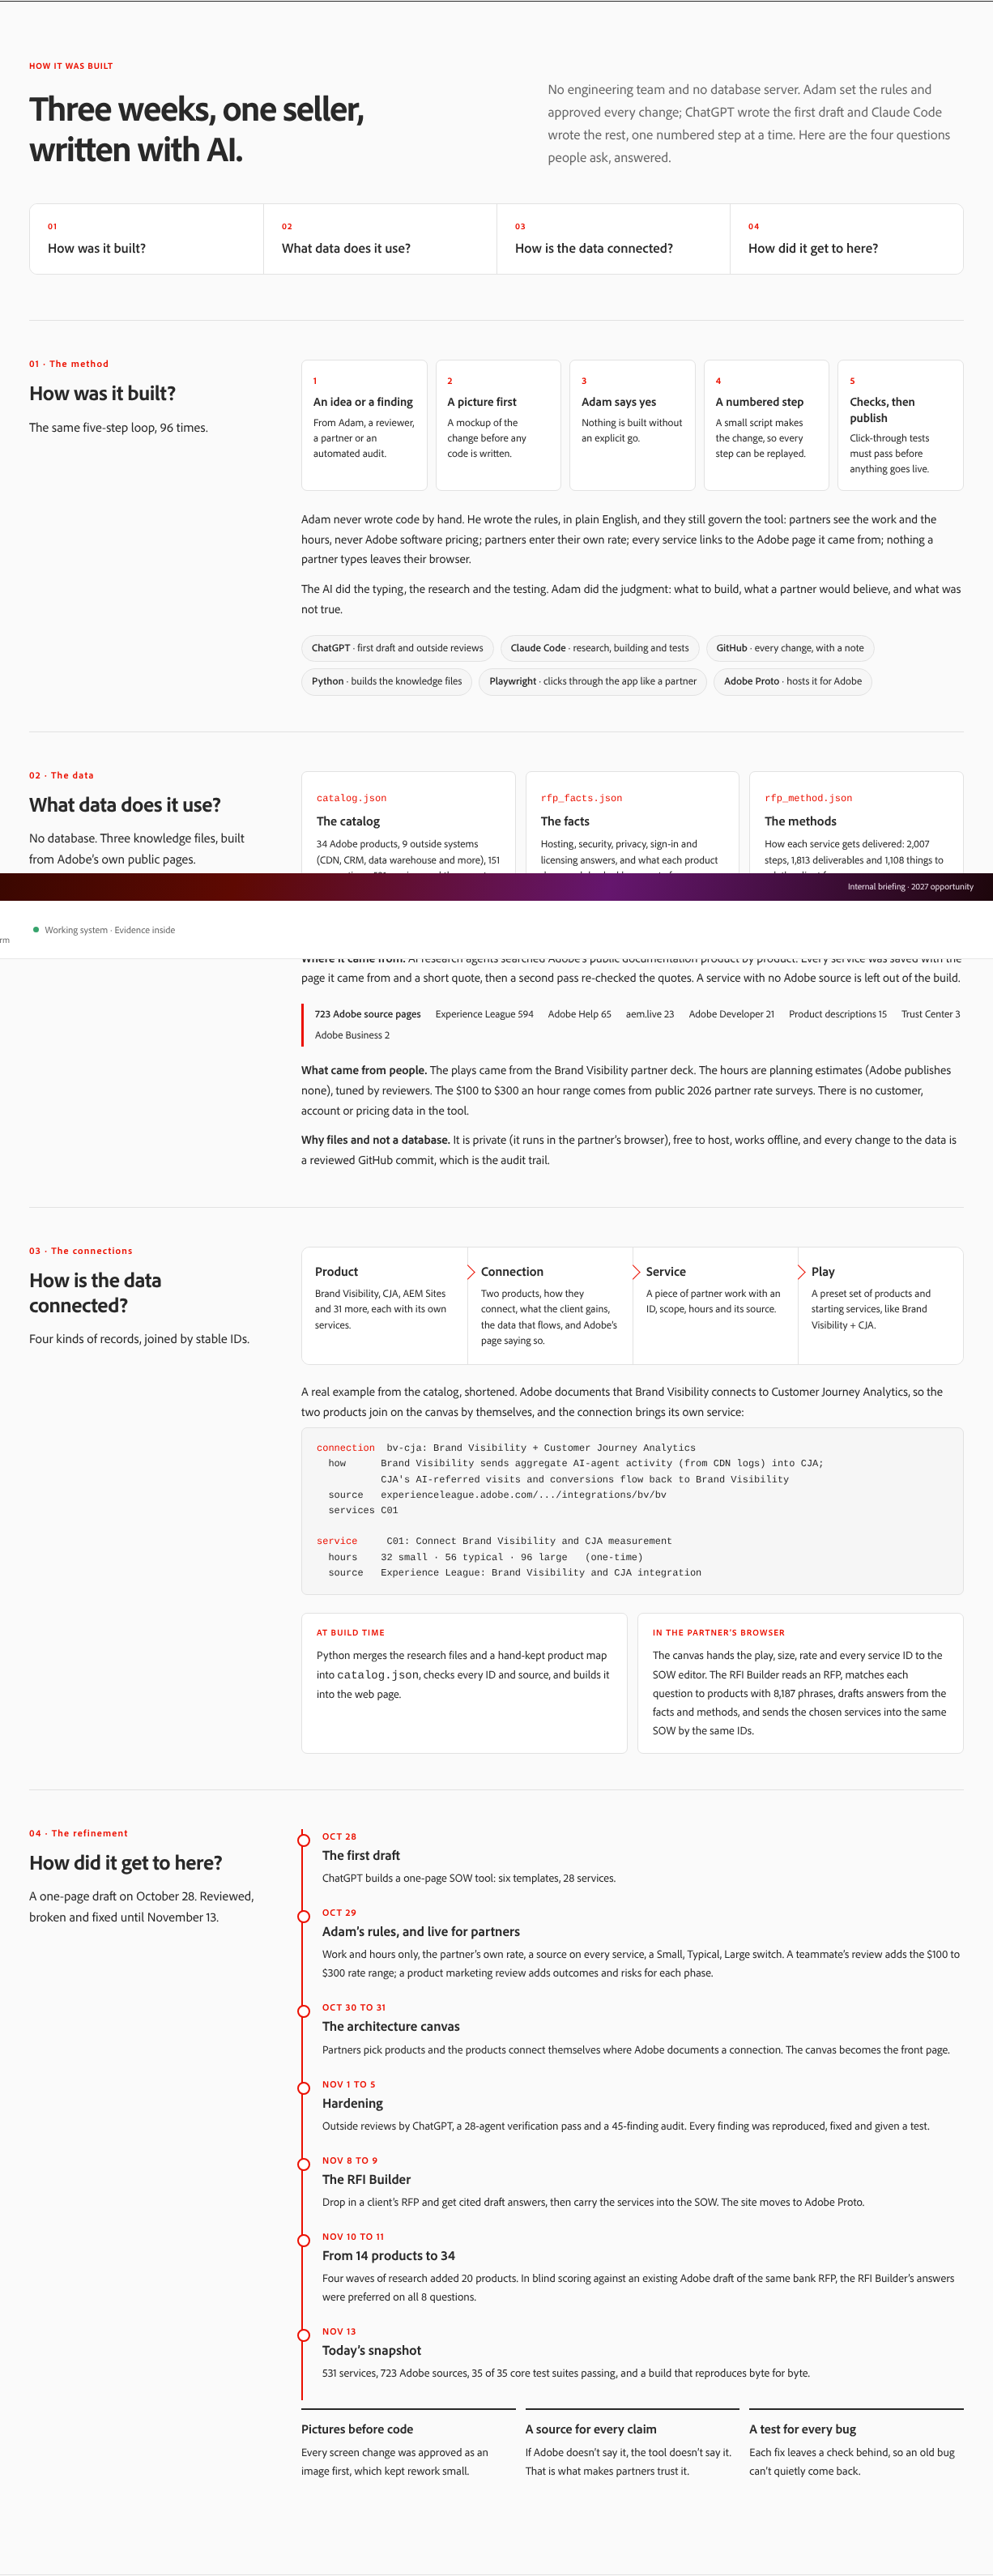 HOW IT WAS BUILT
Three weeks, one seller,
written with AI.
No engineering team and no database server. Adam set the rules and
approved every change; ChatGPT wrote the first draft and Claude Code
wrote the rest, one numbered step at a time. Here are the four questions
people ask, answered.
01
How was it built?
02
What data does it use?
03
How is the data connected?
04
How did it get to here?
01 · The method
How was it built?
The same five-step loop, 96 times.
1
An idea or a finding
From Adam, a reviewer,
a partner or an
automated audit.
2
A picture first
A mockup of the
change before any
code is written.
3
Adam says yes
Nothing is built without
an explicit go.
4
A numbered step
A small script makes
the change, so every
step can be replayed.
5
Checks, then
publish
Click-through tests
must pass before
anything goes live.
Adam never wrote code by hand. He wrote the rules, in plain English, and they still govern the tool: partners see the work and the
hours, never Adobe software pricing; partners enter their own rate; every service links to the Adobe page it came from; nothing a
partner types leaves their browser.
The AI did the typing, the research and the testing. Adam did the judgment: what to build, what a partner would believe, and what was
not true.
ChatGPT · first draft and outside reviews
Claude Code · research, building and tests
GitHub · every change, with a note
Python · builds the knowledge files
Playwright · clicks through the app like a partner
Adobe Proto · hosts it for Adobe
02 · The data
What data does it use?
No database. Three knowledge files, built
from Adobe's own public pages.
catalog.json
The catalog
34 Adobe products, 9 outside systems
(CDN, CRM, data warehouse and more), 151
rfp_facts.json
The facts
Hosting, security, privacy, sign-in and
licensing answers, and what each product
rfp_method.json
The methods
How each service gets delivered: 2,007
steps, 1,813 deliverables and 1,108 things to
Internal briefing · 2027 opportunity
rm
Working system · Evidence inside
Where it came from. AI research agents searched Adobe's public documentation product by product. Every service was saved with the
page it came from and a short quote, then a second pass re-checked the quotes. A service with no Adobe source is left out of the build.
723 Adobe source pages Experience League 594 Adobe Help 65 aem.live 23 Adobe Developer 21 Product descriptions 15 Trust Center 3
Adobe Business 2
What came from people. The plays came from the Brand Visibility partner deck. The hours are planning estimates (Adobe publishes
none), tuned by reviewers. The $100 to $300 an hour range comes from public 2026 partner rate surveys. There is no customer,
account or pricing data in the tool.
Why files and not a database. It is private (it runs in the partner's browser), free to host, works offline, and every change to the data is
a reviewed GitHub commit, which is the audit trail.
03 · The connections
How is the data
connected?
Four kinds of records, joined by stable IDs.
Product
Brand Visibility, CJA, AEM Sites
and 31 more, each with its own
services.
Connection
Two products, how they
connect, what the client gains,
the data that flows, and Adobe's
page saying so.
Service
A piece of partner work with an
ID, scope, hours and its source.
Play
A preset set of products and
starting services, like Brand
Visibility + CJA.
A real example from the catalog, shortened. Adobe documents that Brand Visibility connects to Customer Journey Analytics, so the
two products join on the canvas by themselves, and the connection brings its own service:
connection bv-cja: Brand Visibility + Customer Journey Analytics
how Brand Visibility sends aggregate AI-agent activity (from CDN logs) into CJA;
CJA's AI-referred visits and conversions flow back to Brand Visibility
source experienceleague.adobe.com/.../integrations/bv/bv
services C01
service C01: Connect Brand Visibility and CJA measurement
hours 32 small · 56 typical · 96 large (one-time)
source Experience League: Brand Visibility and CJA integration
AT BUILD TIME
Python merges the research files and a hand-kept product map
into catalog.json, checks every ID and source, and builds it
into the web page.
IN THE PARTNER'S BROWSER
The canvas hands the play, size, rate and every service ID to the
SOW editor. The RFI Builder reads an RFP, matches each
question to products with 8,187 phrases, drafts answers from the
facts and methods, and sends the chosen services into the same
SOW by the same IDs.
04 · The refinement
How did it get to here?
A one-page draft on October 28. Reviewed,
broken and fixed until November 13.
OCT 28
The first draft
ChatGPT builds a one-page SOW tool: six templates, 28 services.
OCT 29
Adam's rules, and live for partners
Work and hours only, the partner's own rate, a source on every service, a Small, Typical, Large switch. A teammate's review adds the $100 to
$300 rate range; a product marketing review adds outcomes and risks for each phase.
OCT 30 TO 31
The architecture canvas
Partners pick products and the products connect themselves where Adobe documents a connection. The canvas becomes the front page.
NOV 1 TO 5
Hardening
Outside reviews by ChatGPT, a 28-agent verification pass and a 45-finding audit. Every finding was reproduced, fixed and given a test.
NOV 8 TO 9
The RFI Builder
Drop in a client's RFP and get cited draft answers, then carry the services into the SOW. The site moves to Adobe Proto.
NOV 10 TO 11
From 14 products to 34
Four waves of research added 20 products. In blind scoring against an existing Adobe draft of the same bank RFP, the RFI Builder's answers
were preferred on all 8 questions.
NOV 13
Today's snapshot
531 services, 723 Adobe sources, 35 of 35 core test suites passing, and a build that reproduces byte for byte.
Pictures before code
Every screen change was approved as an
image first, which kept rework small.
A source for every claim
If Adobe doesn't say it, the tool doesn't say it.
That is what makes partners trust it.
A test for every bug
Each fix leaves a check behind, so an old bug
can't quietly come back.